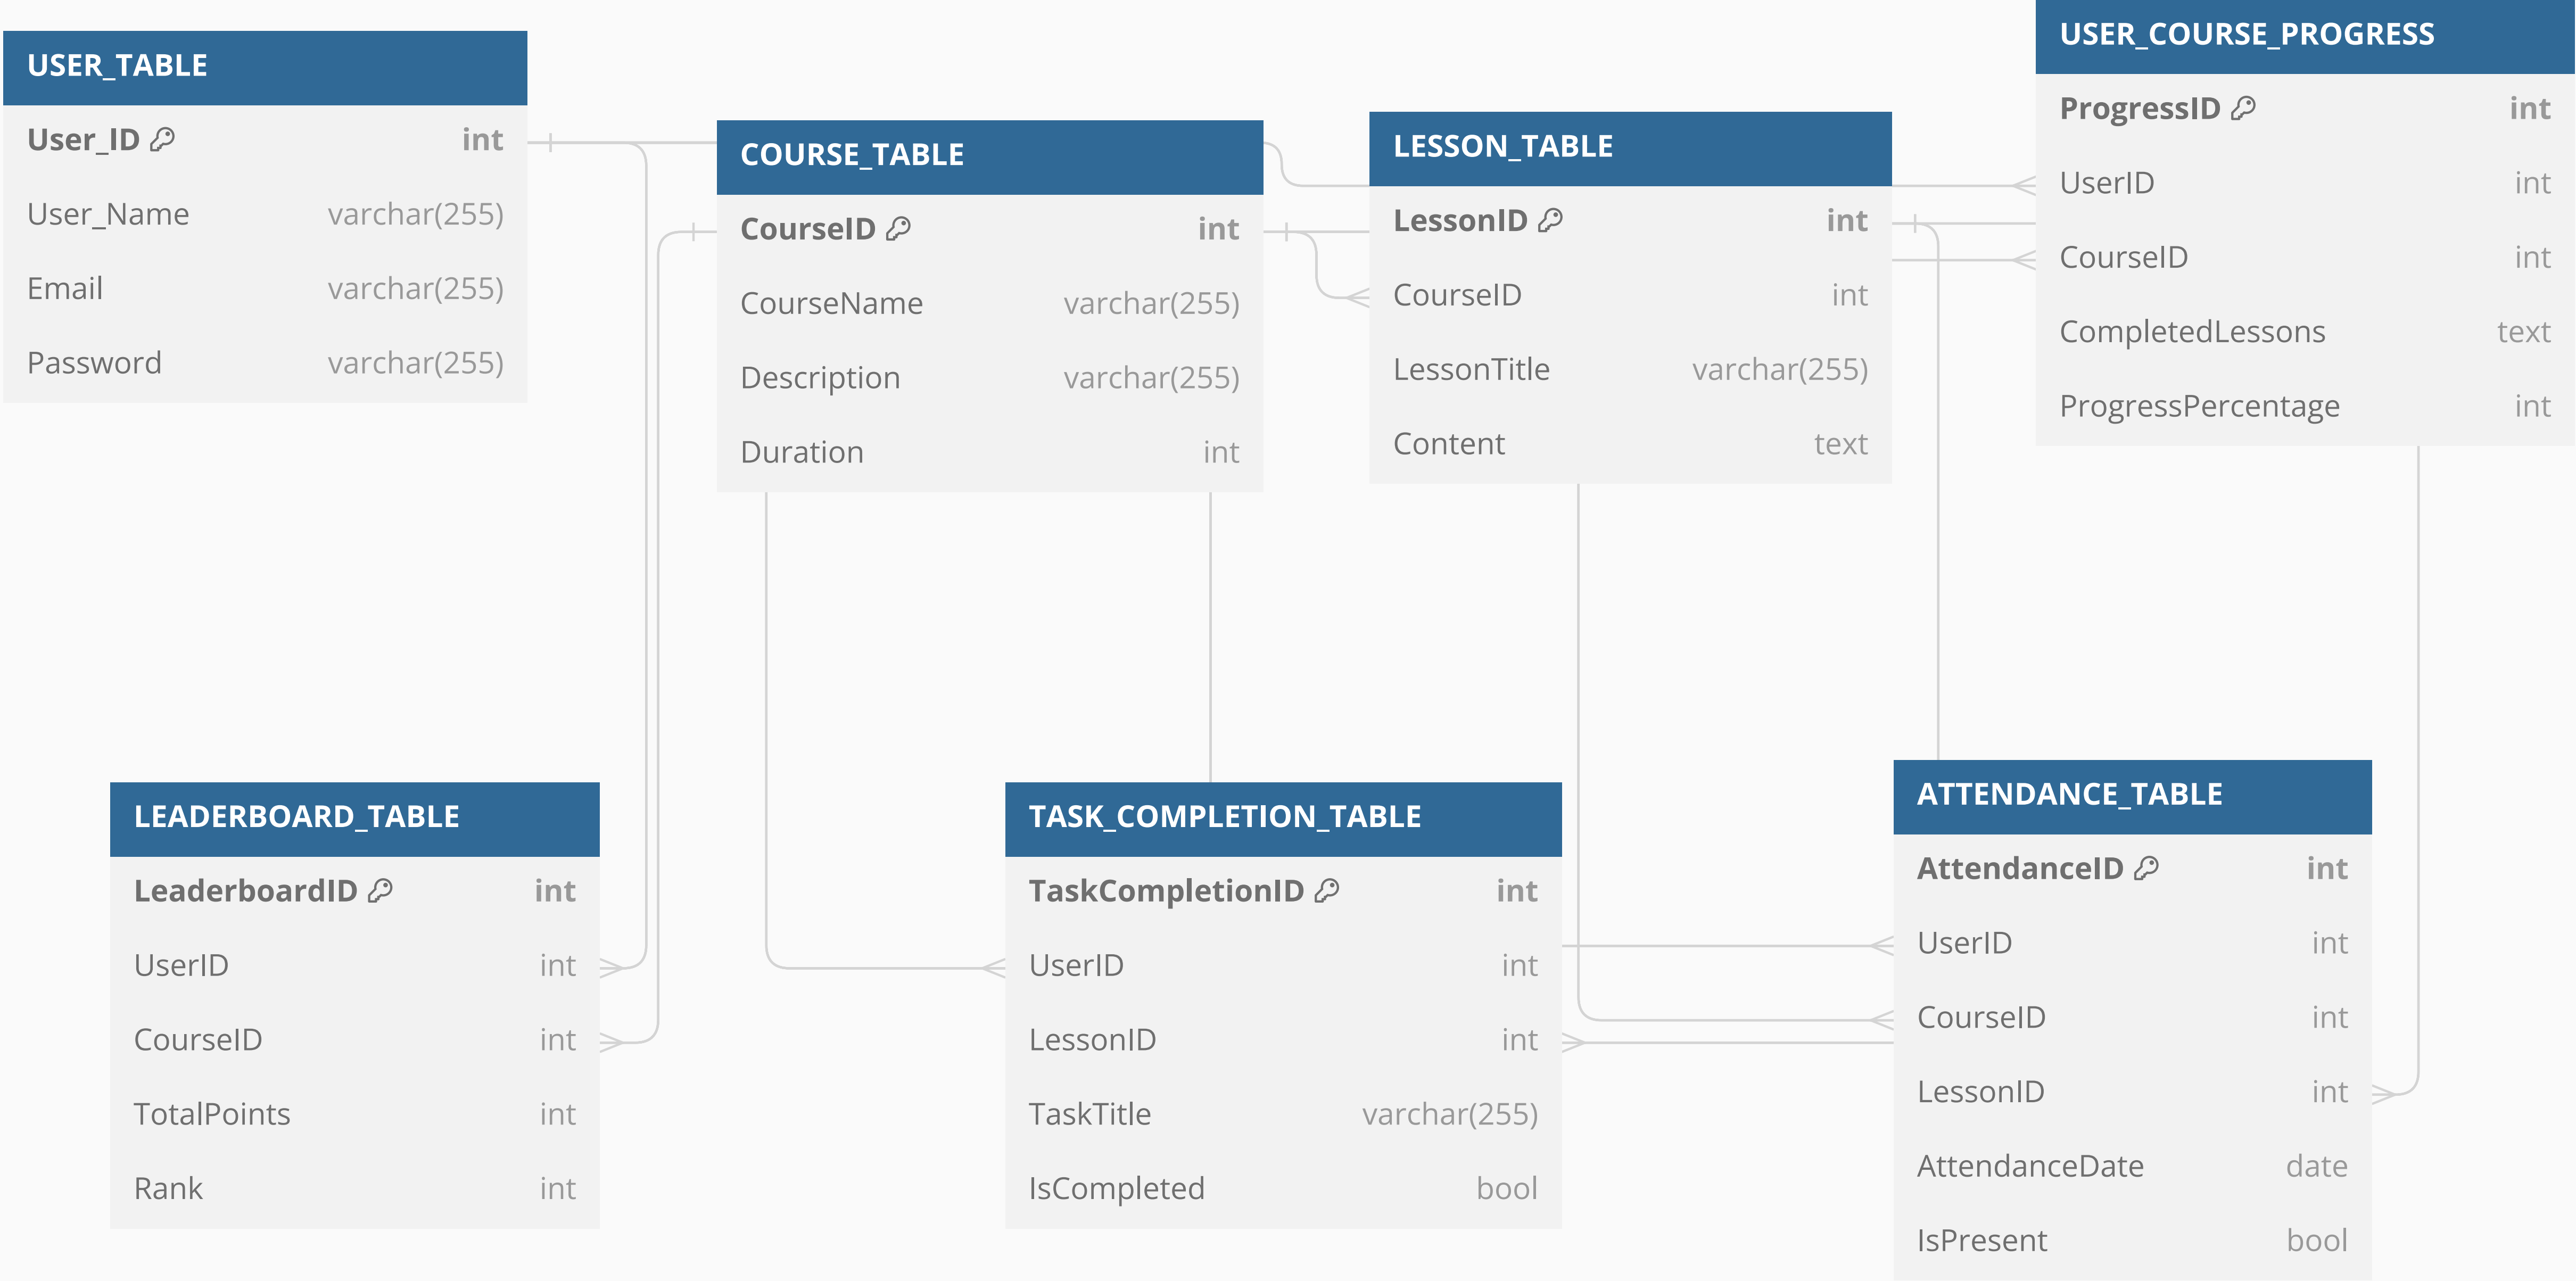 USER_TABLE
User_ID int
User_Name varchar(255)
Email varchar(255)
Password varchar(255)
COURSE_TABLE
CourseID int
CourseName varchar(255)
Description varchar(255)
Duration int
LESSON_TABLE
LessonID int
CourseID int
LessonTitle varchar(255)
Content text
USER_COURSE_PROGRESS
ProgressID int
UserID int
CourseID int
CompletedLessons text
ProgressPercentage int
LEADERBOARD_TABLE
LeaderboardID int
UserID int
CourseID int
TotalPoints int
Rank int
TASK_COMPLETION_TABLE
TaskCompletionID int
UserID int
LessonID int
TaskTitle varchar(255)
IsCompleted bool
ATTENDANCE_TABLE
AttendanceID int
UserID int
CourseID int
LessonID int
AttendanceDate date
IsPresent bool